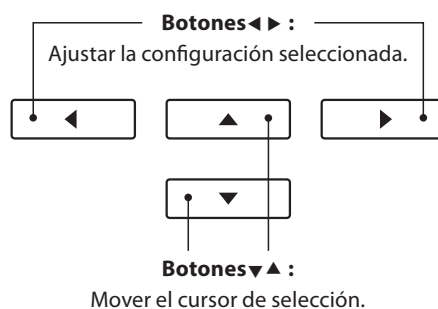 Botones◀ ▶ :
Ajustar la configuración seleccionada.
Botones▼▲ :
Mover el cursor de selección.